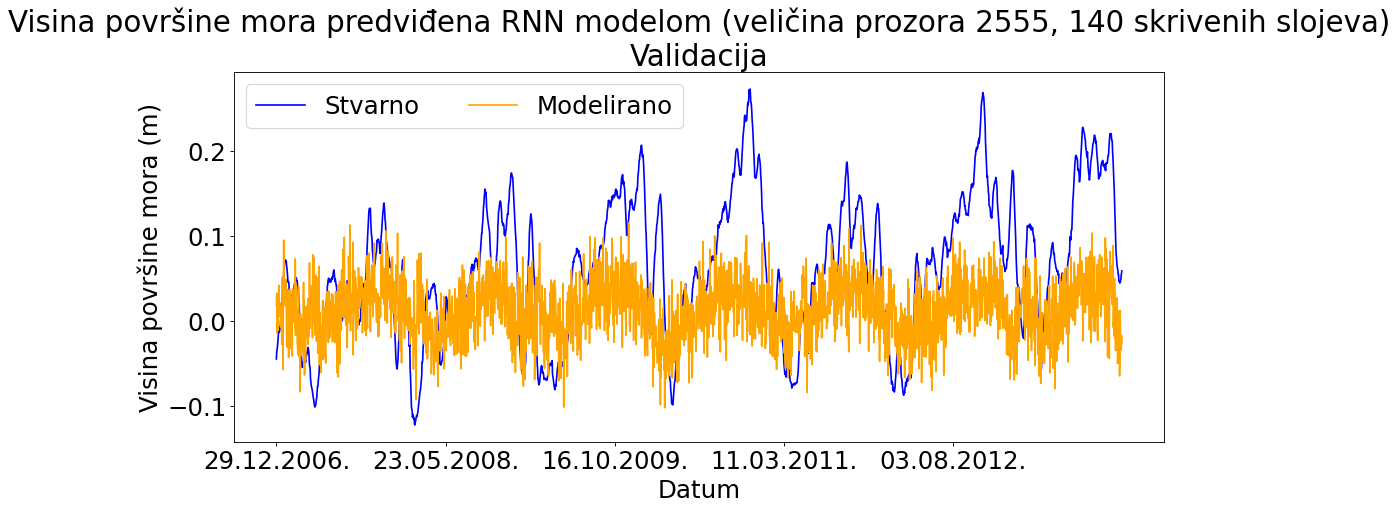 Visina površine mora predviđena RNN modelom (veličina prozora 2555, 140 skrivenih slojeva)
Validacija
Stvarno Modelirano
Visina površine mora (m)
0.2
0.1
0.0
−0.1
29.12.2006. 23.05.2008. 16.10.2009. 11.03.2011. 03.08.2012.
Datum